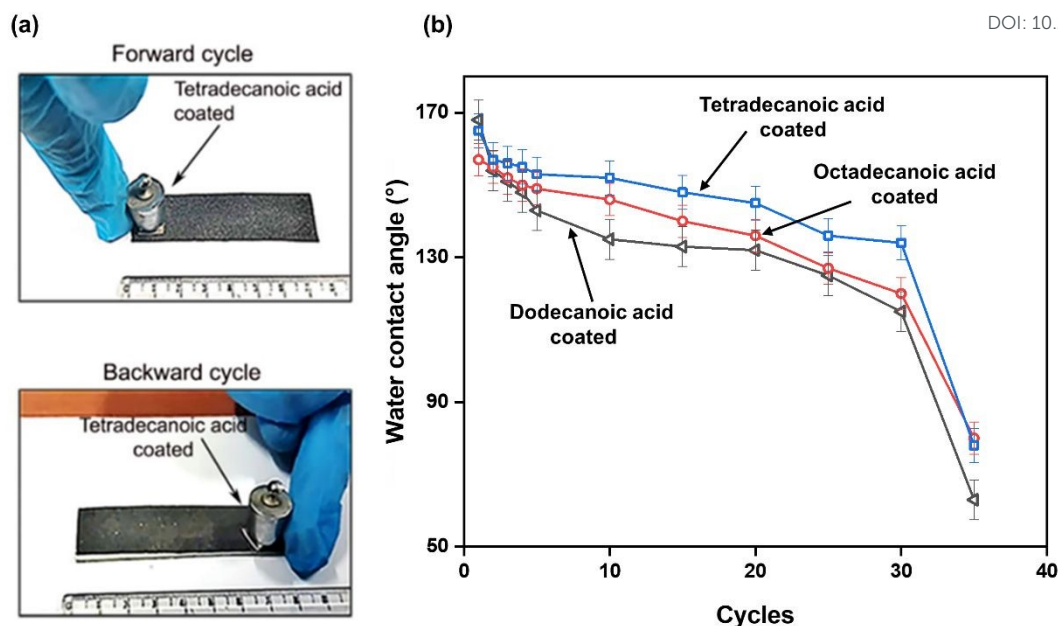 (a)
Forward cycle
Tetradecanoic acid
coated
Backward cycle
Tetradecanoic acid
coated
(b)
DOI: 10.
Water contact angle (°)
170
130
90
50
Tetradecanoic acid
coated
Octadecanoic acid
coated
Dodecanoic acid
coated
0
10
20
30
40
Cycles